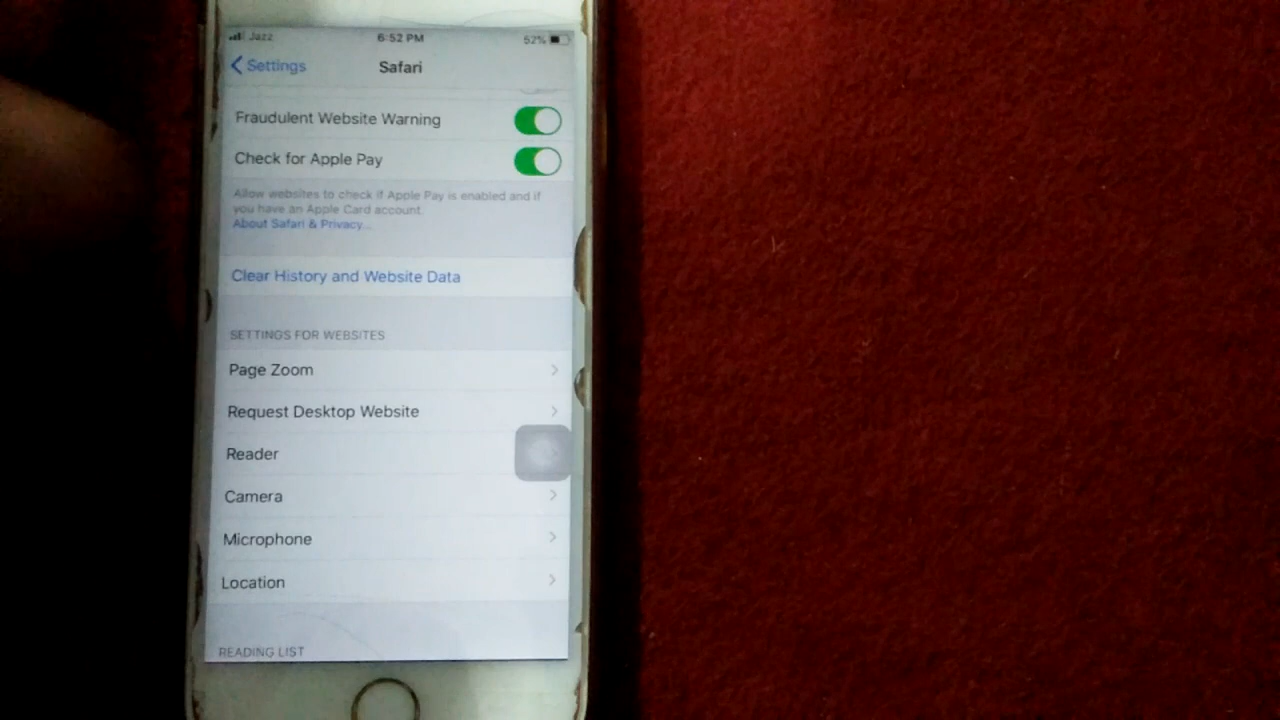 Jazz 6:52 PM 52%
Settings Safari
Fraudulent Website Warning
Check for Apple Pay
Allow websites to check if Apple Pay is enabled and if
you have an Apple Card account.
About Safari & Privacy...
Clear History and Website Data
SETTINGS FOR WEBSITES
Page Zoom
Request Desktop Website
Reader
Camera
Microphone
Location
READING LIST